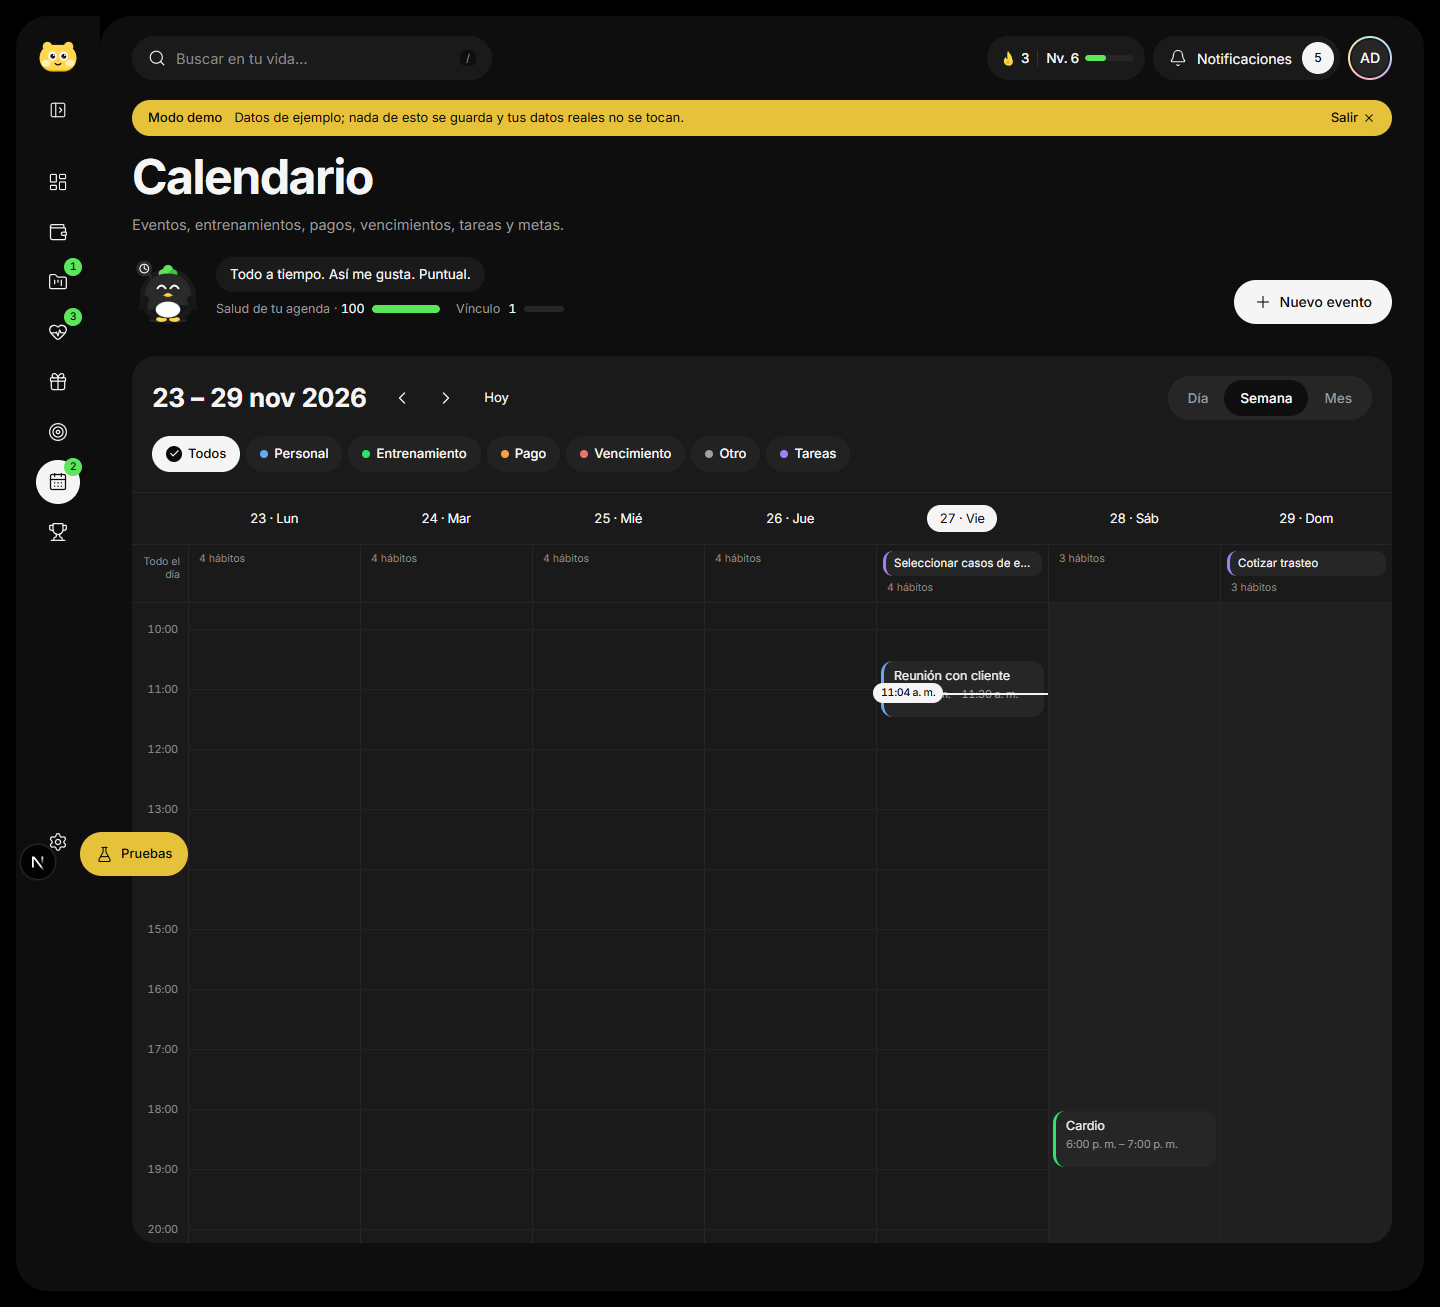 Buscar en tu vida... /
3 Nv. 6
Notificaciones 5
AD
Modo demo Datos de ejemplo; nada de esto se guarda y tus datos reales no se tocan. Salir
Calendario
Eventos, entrenamientos, pagos, vencimientos, tareas y metas.
Todo a tiempo. Así me gusta. Puntual.
Salud de tu agenda · 100 Vínculo 1
Nuevo evento
1
3
2
23 – 29 nov 2026 Hoy
Día Semana Mes
Todos Personal Entrenamiento Pago Vencimiento Otro Tareas
23 · Lun 24 · Mar 25 · Mié 26 · Jue 27 · Vie 28 · Sáb 29 · Dom
Todo el día
4 hábitos 4 hábitos 4 hábitos 4 hábitos
Seleccionar casos de e...
4 hábitos
3 hábitos
Cotizar trasteo
3 hábitos
10:00
Reunión con cliente
11:00
11:04 a. m. 11:30 a. m.
12:00
13:00
Pruebas
N
15:00
16:00
17:00
18:00
Cardio
6:00 p. m. – 7:00 p. m.
19:00
20:00